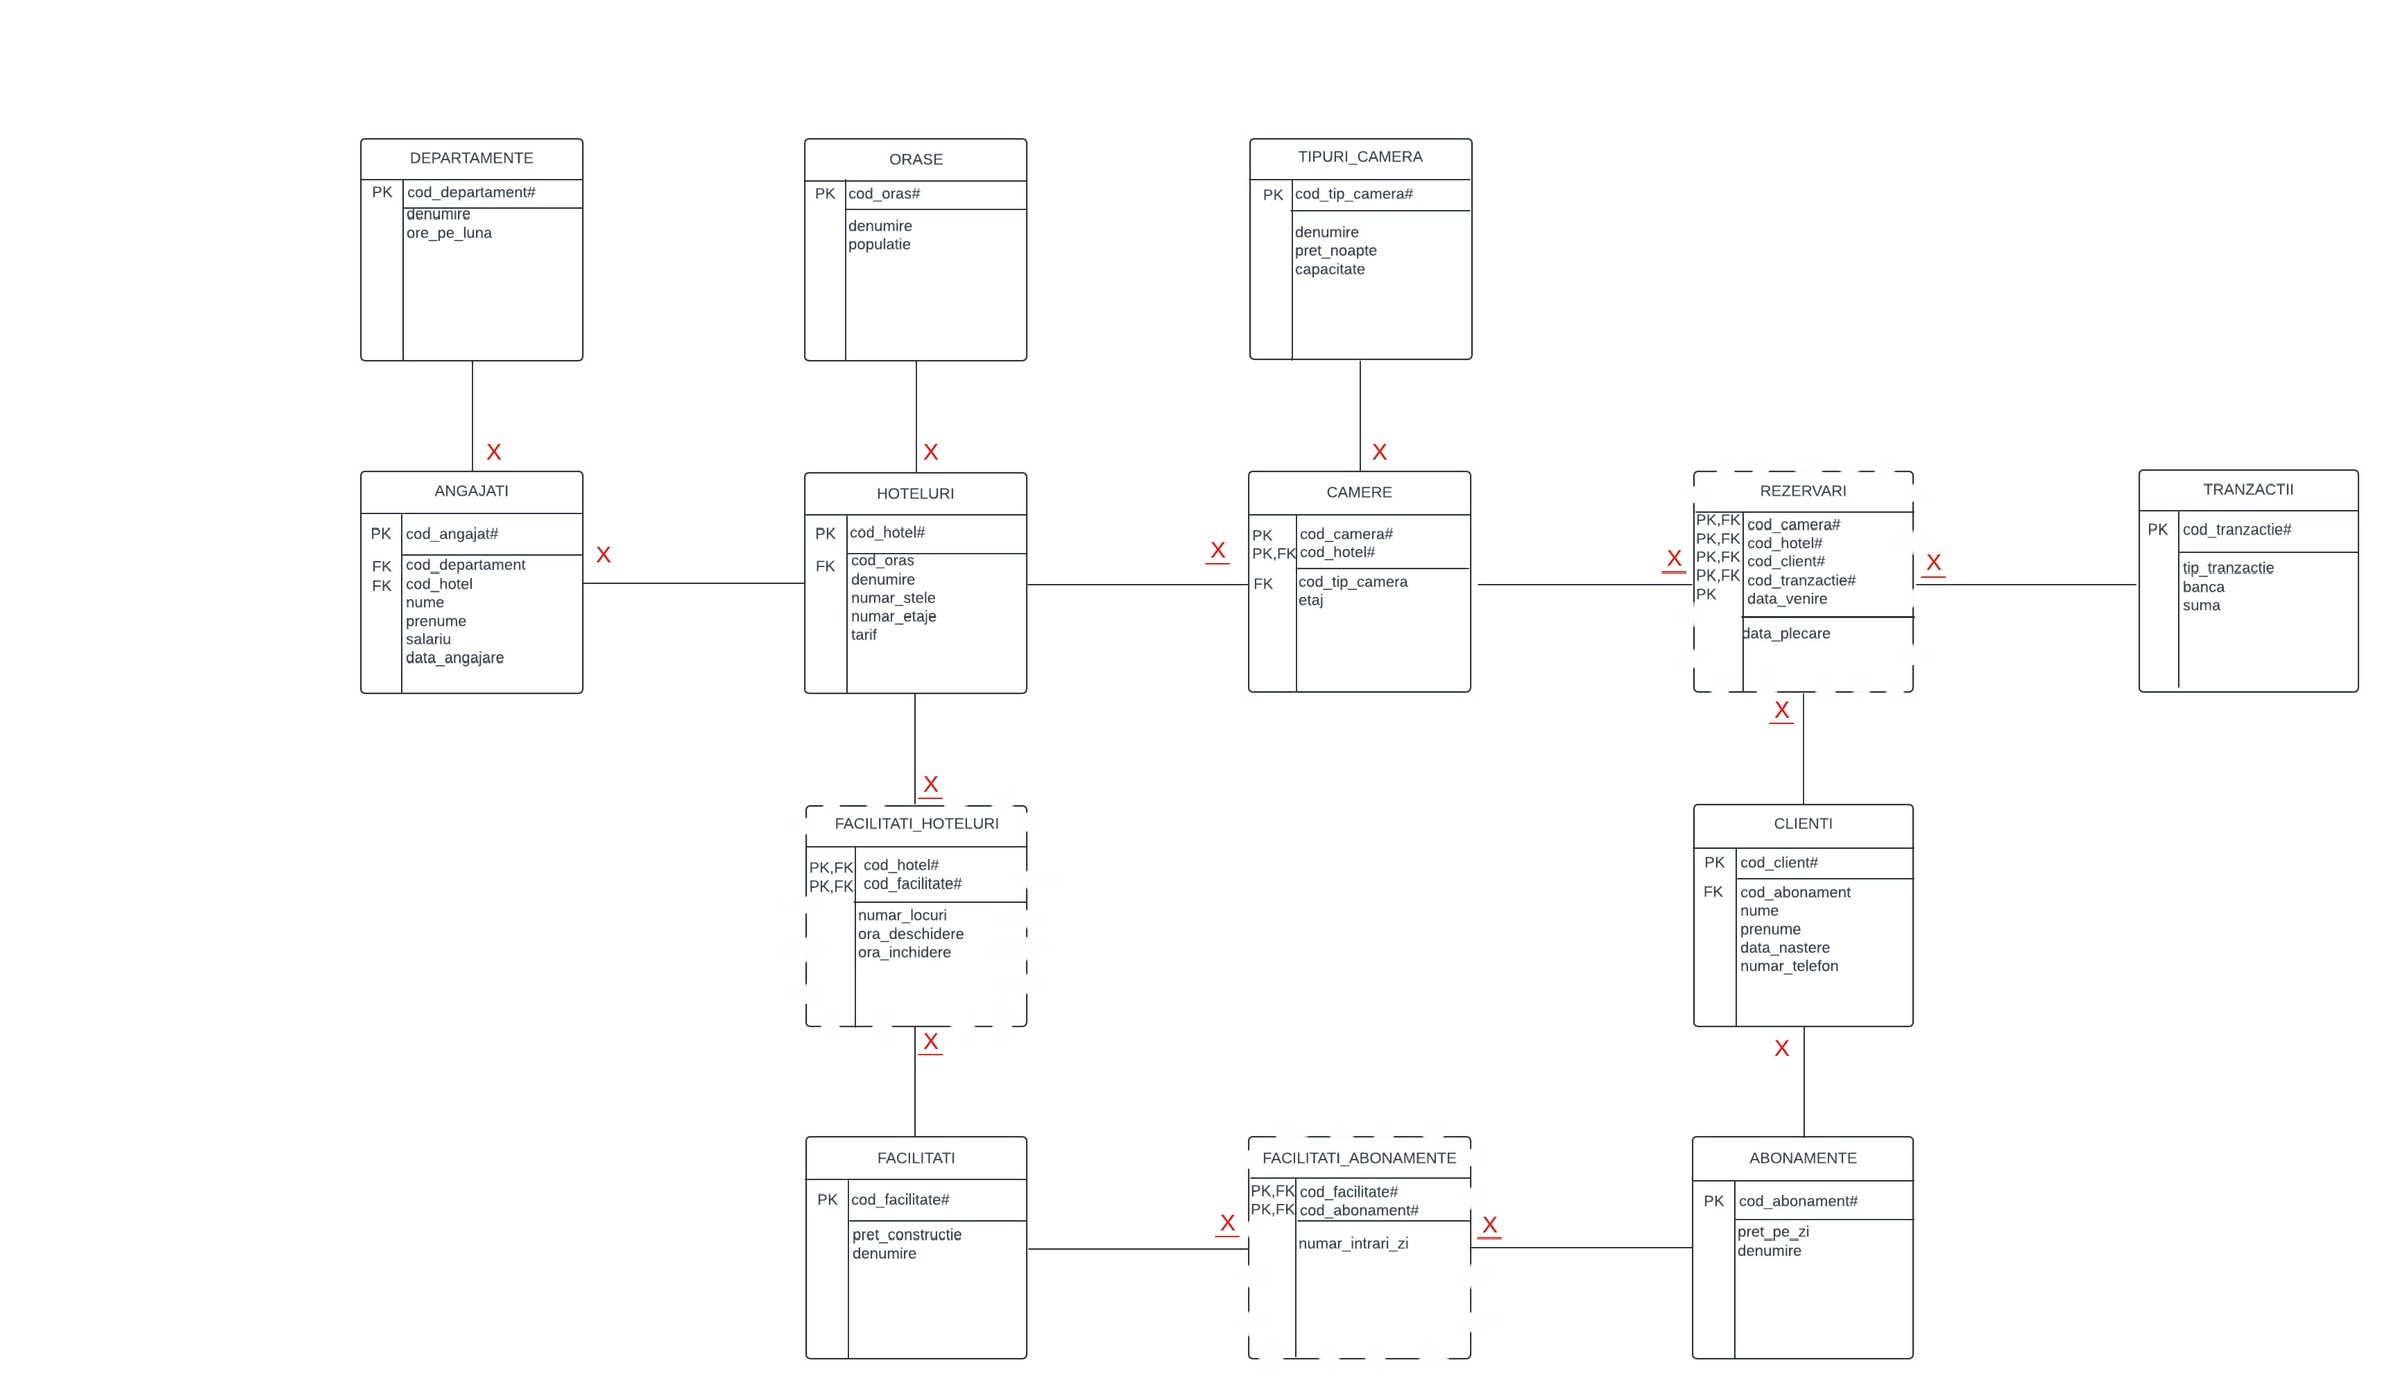 DEPARTAMENTE
PK cod_departament#
denumire
ore_pe_luna
ORASE
PK cod_oras#
denumire
populatie
TIPURI_CAMERA
PK cod_tip_camera#
denumire
pret_noapte
capacitate
X
X
X
ANGAJATI
PK cod_angajat#
FK cod_departament
FK cod_hotel
nume
prenume
salariu
data_angajare
X
HOTELURI
PK cod_hotel#
FK cod_oras
denumire
numar_stele
numar_etaje
tarif
X
CAMERE
PK cod_camera#
PK,FK cod_hotel#
FK cod_tip_camera
etaj
X
REZERVARI
PK,FK cod_camera#
PK,FK cod_hotel#
PK,FK cod_client#
PK,FK cod_tranzactie#
PK data_venire
data_plecare
X
TRANZACTII
PK cod_tranzactie#
tip_tranzactie
banca
suma
X
X
FACILITATI_HOTELURI
PK,FK cod_hotel#
PK,FK cod_facilitate#
numar_locuri
ora_deschidere
ora_inchidere
CLIENTI
PK cod_client#
FK cod_abonament
nume
prenume
data_nastere
numar_telefon
X
X
FACILITATI
PK cod_facilitate#
pret_constructie
denumire
X
FACILITATI_ABONAMENTE
PK,FK cod_facilitate#
PK,FK cod_abonament#
numar_intrari_zi
X
ABONAMENTE
PK cod_abonament#
pret_pe_zi
denumire